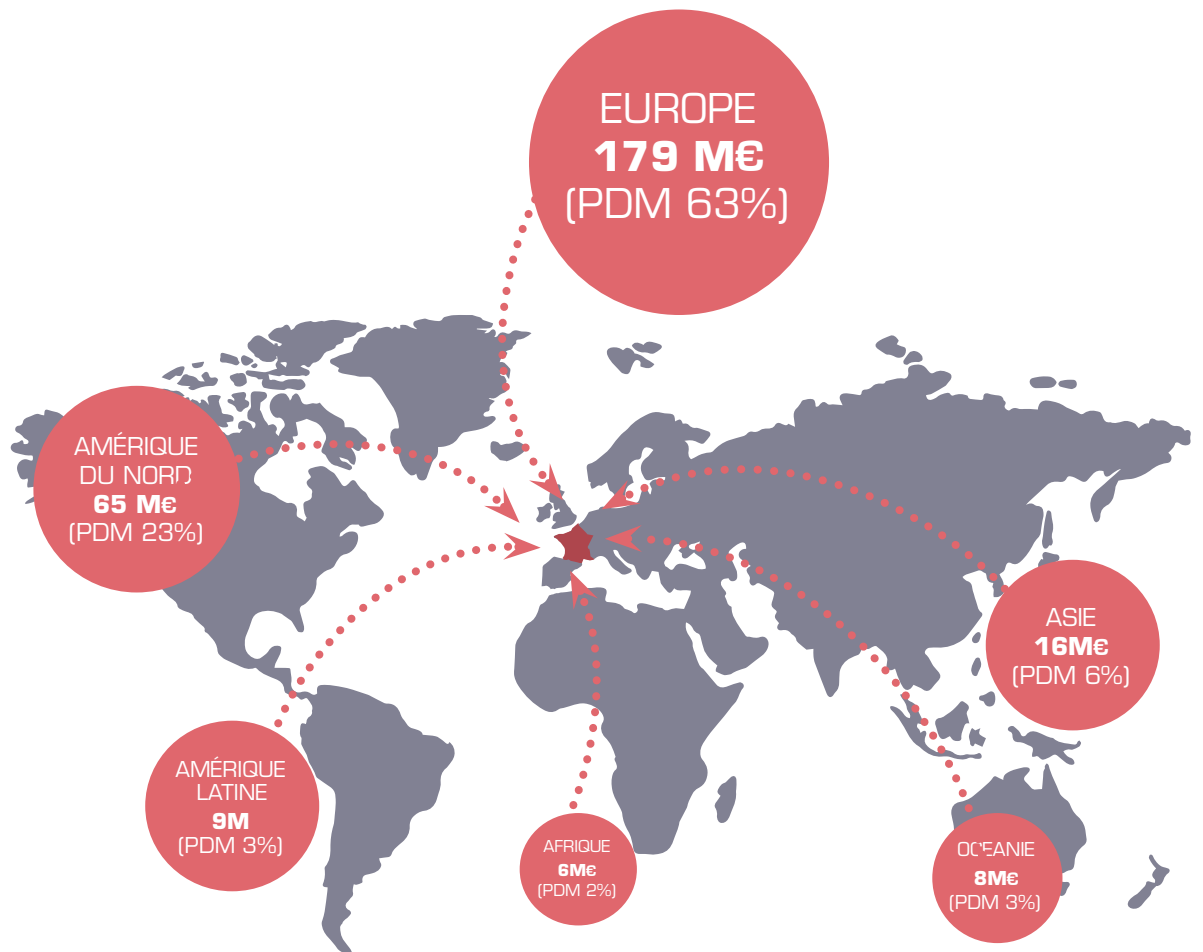 EUROPE
179 M€
(PDM 63%)
AMÉRIQUE
DU NORD
65 M€
(PDM 23%)
ASIE
16M€
(PDM 6%)
AMÉRIQUE
LATINE
9M
(PDM 3%)
AFRIQUE
6M€
(PDM 2%)
OCEANIE
8M€
(PDM 3%)